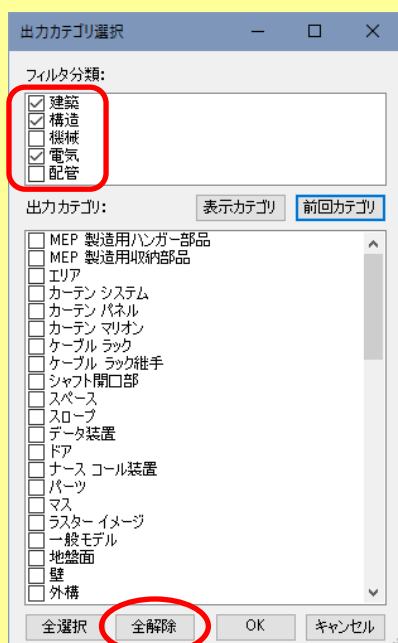 出力カテゴリ選択
フィルタ分類:
建築
構造
機械
電気
配管
出力カテゴリ:
表示カテゴリ
前回カテゴリ
MEP 製造用ハンガー部品
MEP 製造用収納部品
エリア
カーテン システム
カーテン パネル
カーテン マリオン
ケーブル ラック
ケーブル ラック継手
シャフト開口部
スペース
スロープ
データ装置
ドア
ナース コール装置
パーツ
マス
ラスター イメージ
一般モデル
地盤面
壁
外構
全選択
全解除
OK
キャンセル